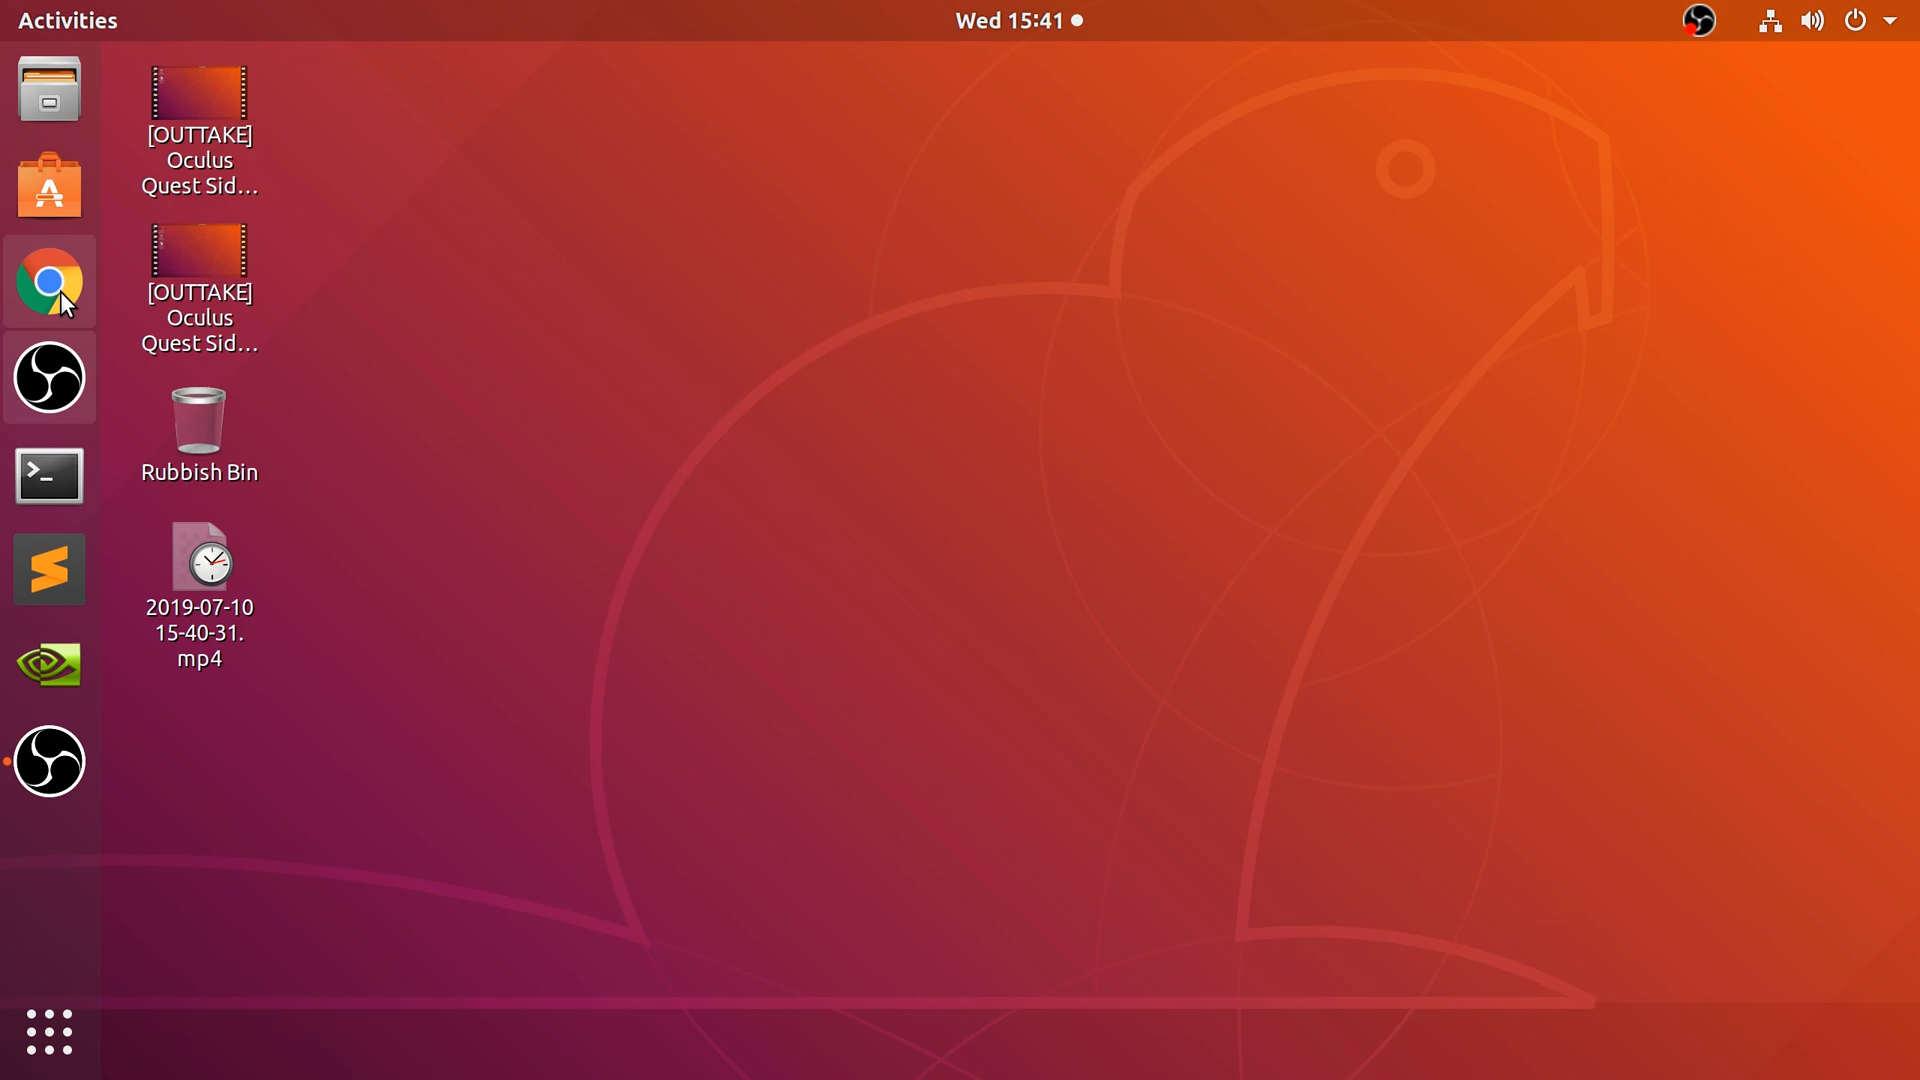 Activities
Wed 15:41
[OUTTAKE]
Oculus
Quest Sid...
[OUTTAKE]
Oculus
Quest Sid...
Rubbish Bin
2019-07-10
15-40-31.
mp4